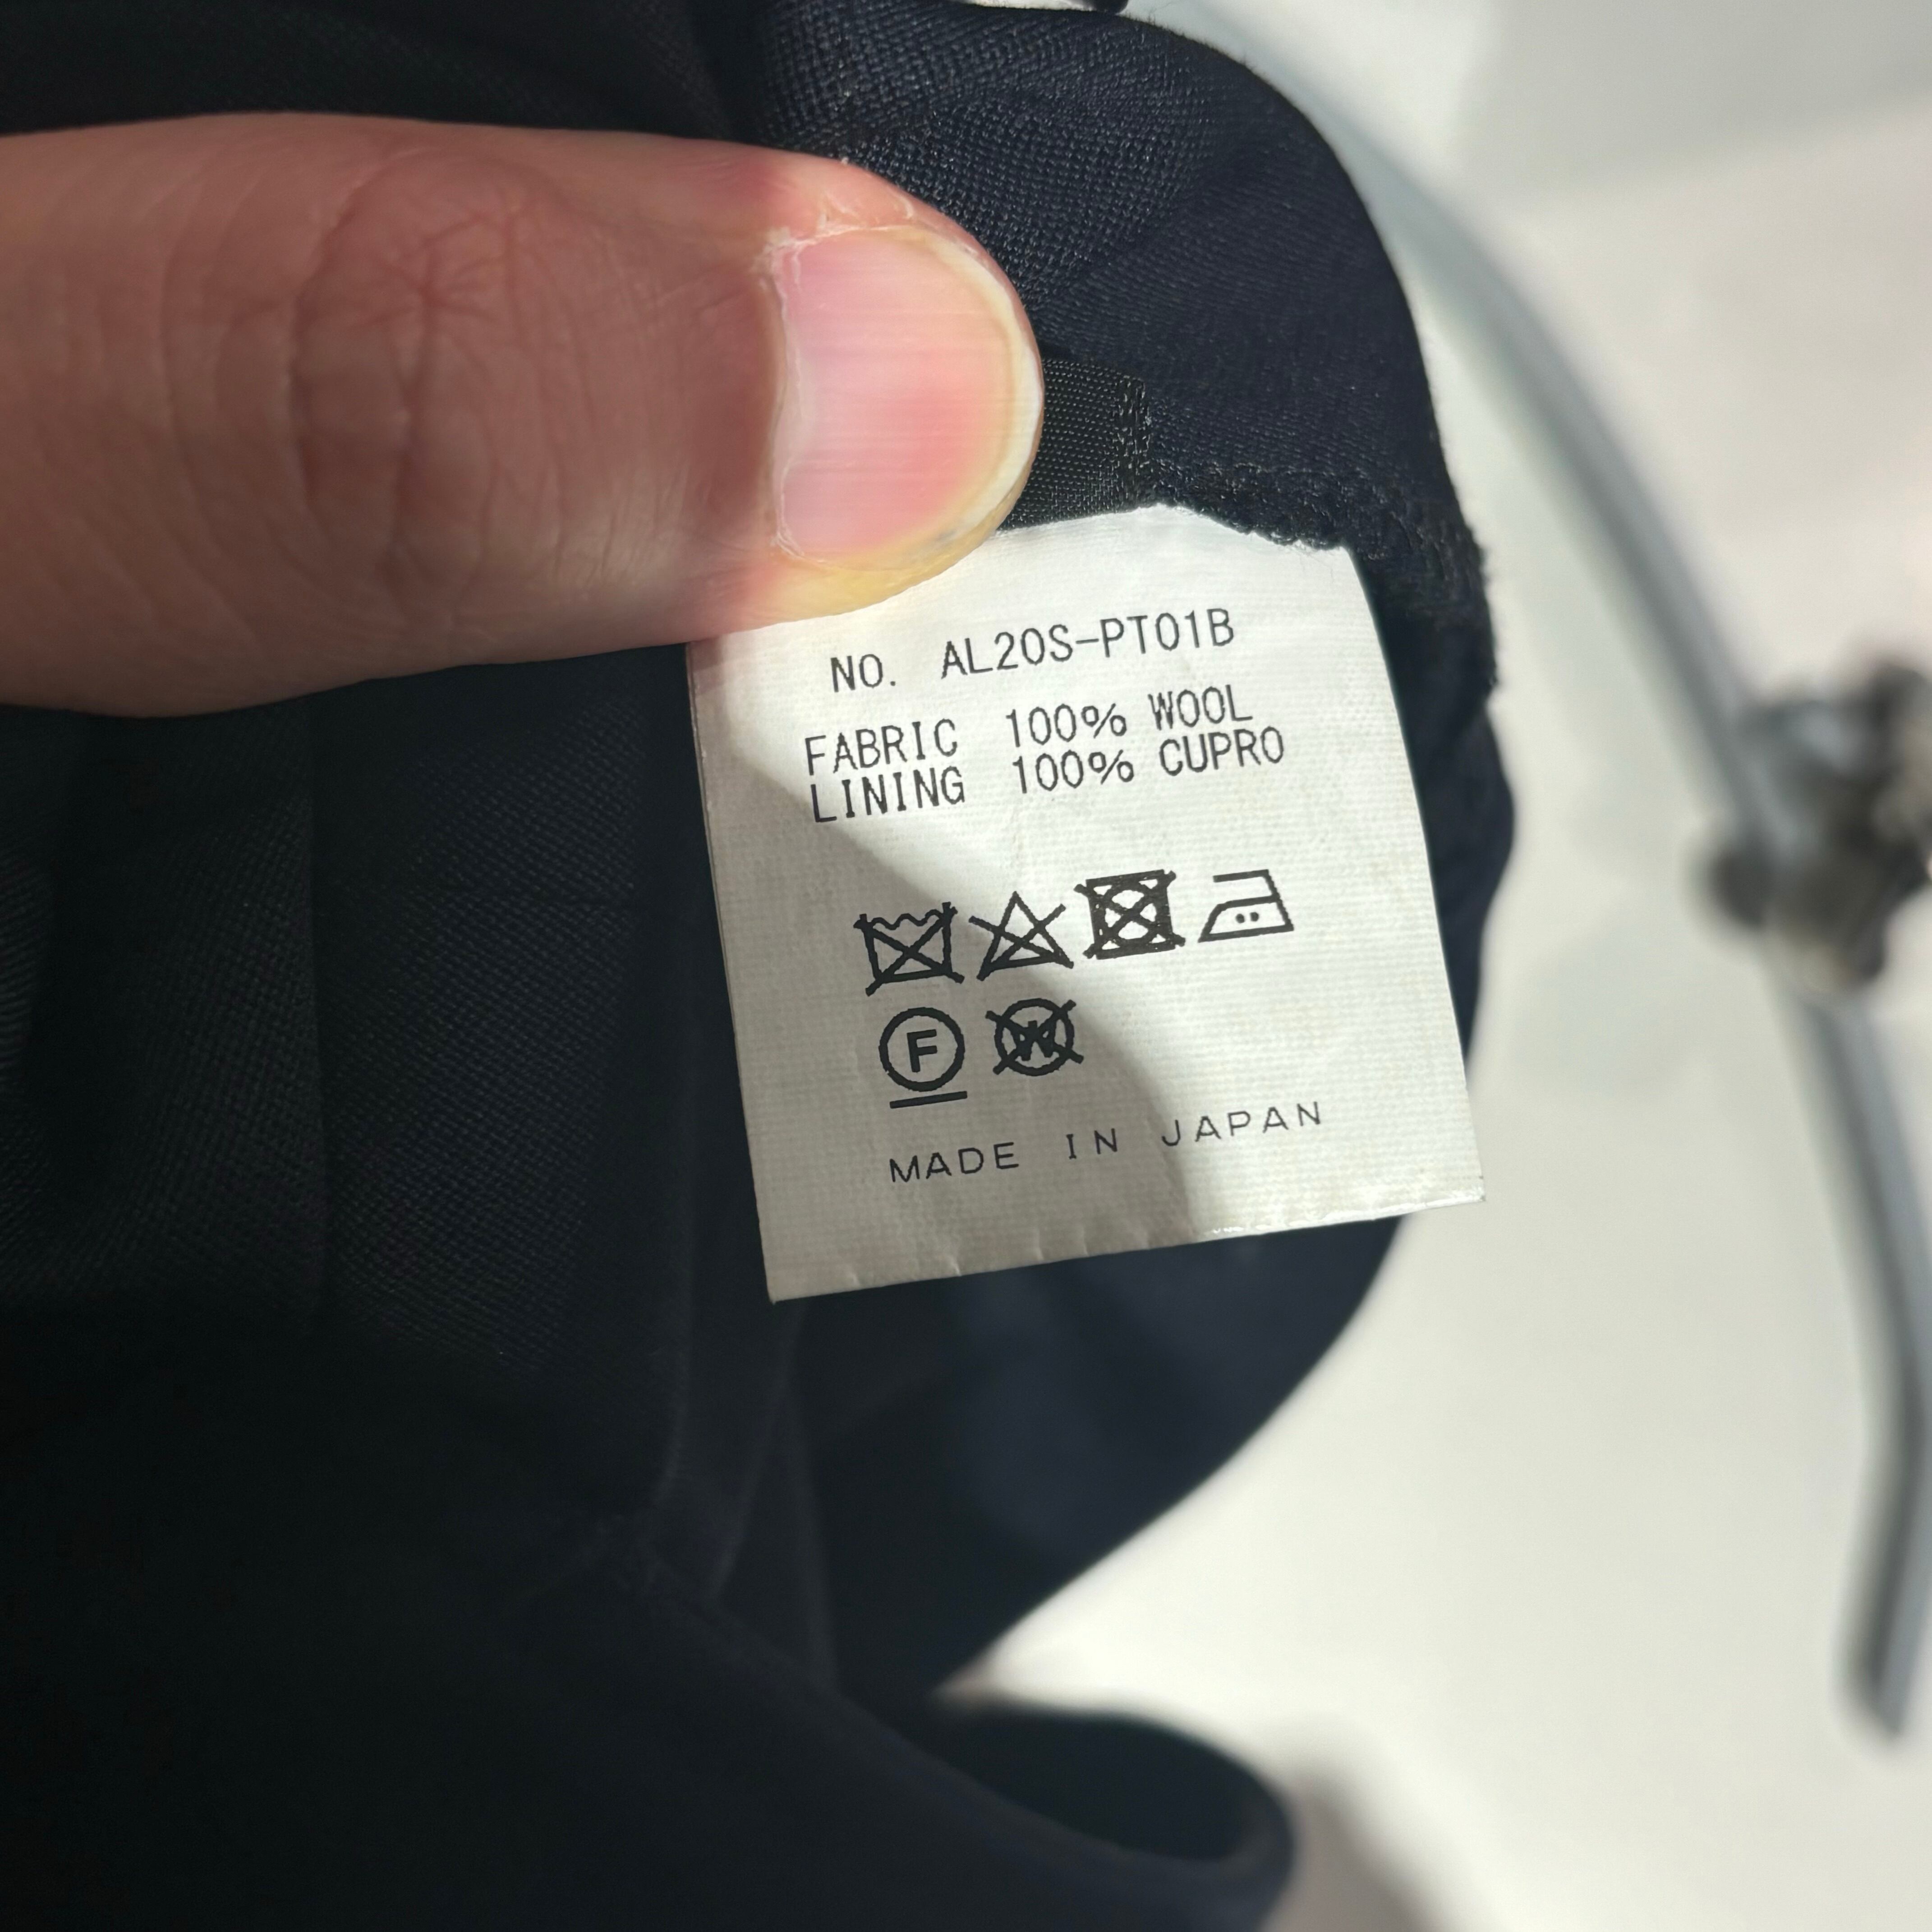 NO. AL20S-PT01B
FABRIC 100% WOOL
LINING 100% CUPRO
F W
MADE IN JAPAN